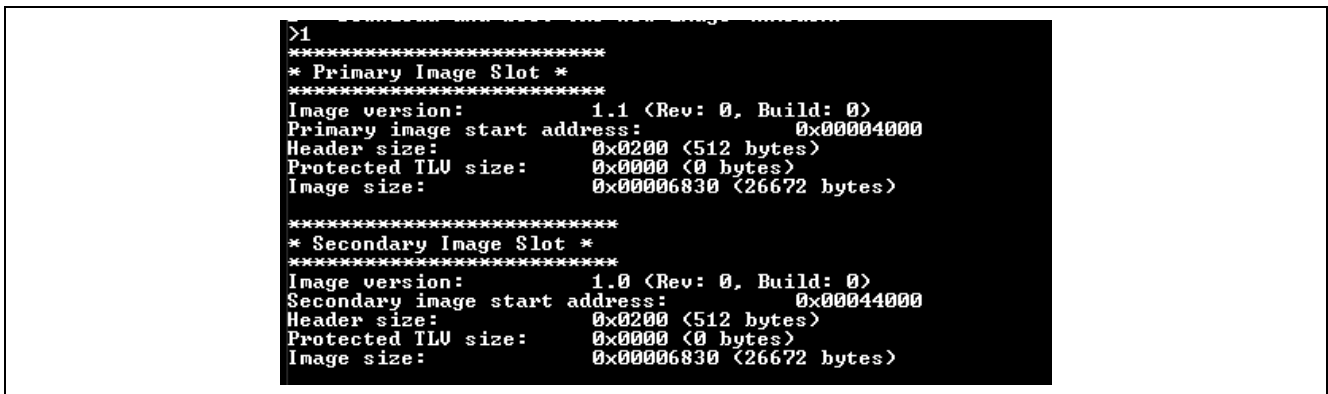 >1
*************************
* Primary Image Slot *
*************************
Image version: 1.1 (Rev: 0, Build: 0)
Primary image start address: 0x00004000
Header size: 0x0200 (512 bytes)
Protected TLV size: 0x0000 (0 bytes)
Image size: 0x00006830 (26672 bytes)
**************************
* Secondary Image Slot *
**************************
Image version: 1.0 (Rev: 0, Build: 0)
Secondary image start address: 0x00044000
Header size: 0x0200 (512 bytes)
Protected TLV size: 0x0000 (0 bytes)
Image size: 0x00006830 (26672 bytes)